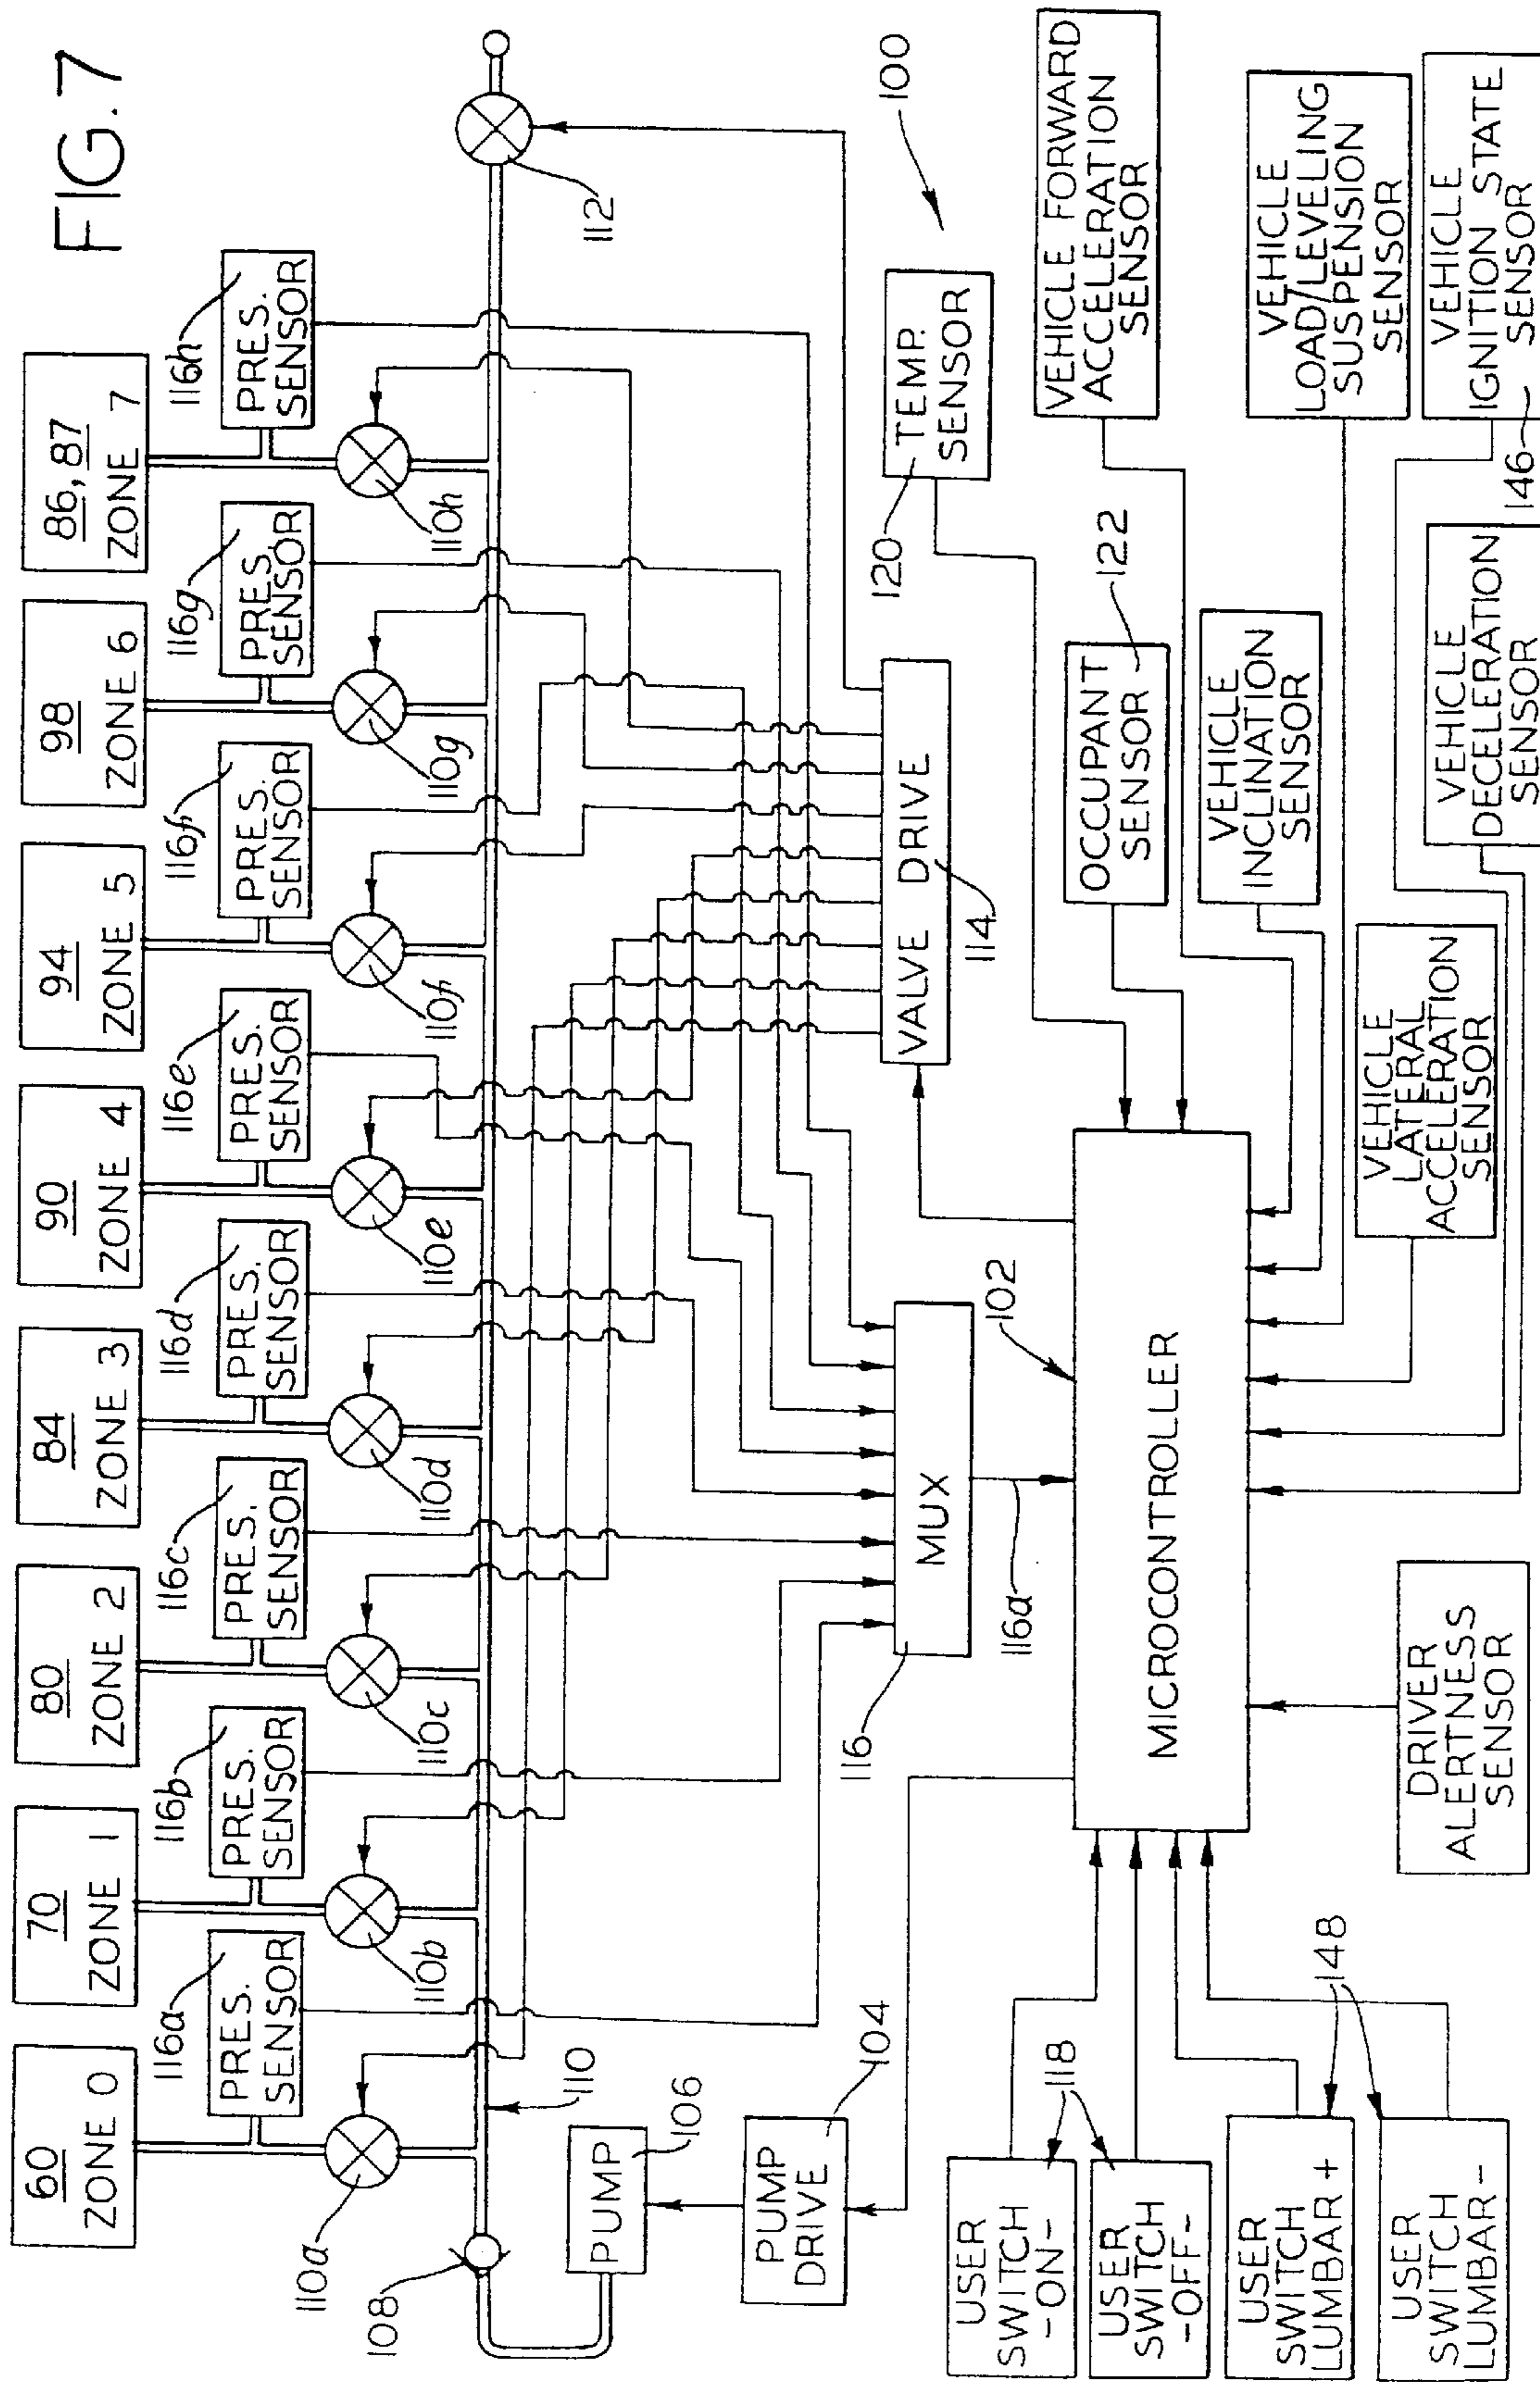 FIG. 7
60
ZONE 0
70
ZONE 1
80
ZONE 2
84
ZONE 3
90
ZONE 4
94
ZONE 5
98
ZONE 6
86, 87
ZONE 7
116a
PRES.
SENSOR
116b
PRES.
SENSOR
116c
PRES.
SENSOR
116d
PRES.
SENSOR
116e
PRES.
SENSOR
116f
PRES.
SENSOR
116g
PRES.
SENSOR
116h
PRES.
SENSOR
110a
110b
110c
110d
110e
110f
110g
110h
108
110
112
PUMP
106
PUMP
DRIVE
104
116
MUX
116a
VALVE DRIVE
114
120
TEMP.
SENSOR
100
102
MICROCONTROLLER
OCCUPANT
SENSOR
122
VEHICLE FORWARD
ACCELERATION
SENSOR
VEHICLE
INCLINATION
SENSOR
VEHICLE
LOAD/LEVELING
SUSPENSION
SENSOR
VEHICLE
LATERAL
ACCELERATION
SENSOR
VEHICLE
IGNITION STATE
SENSOR
146
VEHICLE
DECELERATION
SENSOR
DRIVER
ALERTNESS
SENSOR
USER
SWITCH
-ON-
118
USER
SWITCH
-OFF-
USER
SWITCH
LUMBAR +
148
USER
SWITCH
LUMBAR -